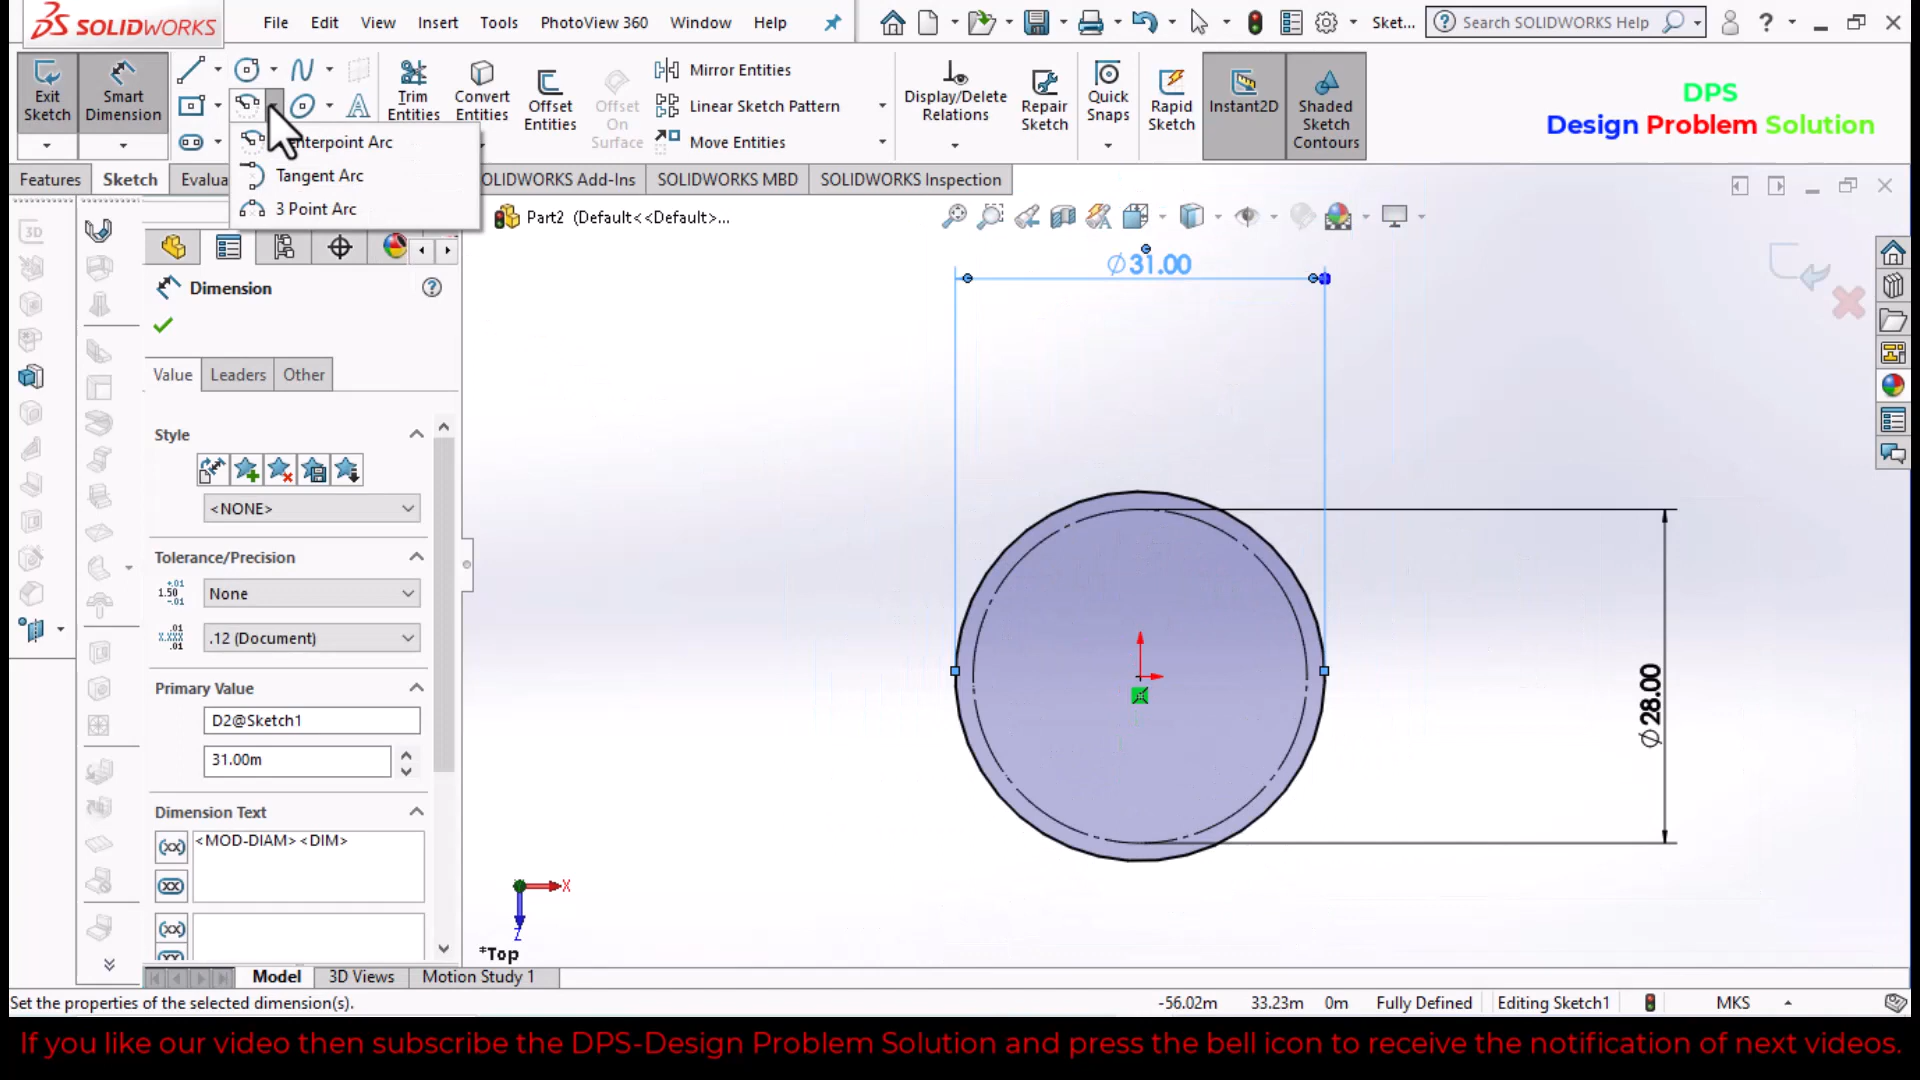 SOLIDWORKS File Edit View Insert Tools PhotoView 360 Window Help Sket... Search SOLIDWORKS Help
Exit Sketch
Smart Dimension
Trim Entities
Convert Entities
Offset Entities
Offset On Surface
Mirror Entities
Linear Sketch Pattern
Move Entities
Display/Delete Relations
Repair Sketch
Quick Snaps
Rapid Sketch
Instant2D
Shaded Sketch Contours
DPS
Design Problem Solution
Tangent Arc
3 Point Arc
Features Sketch SOLIDWORKS MBD SOLIDWORKS Inspection
Part2 (Default<<Default>...
Dimension
Value Leaders Other
Style
<NONE>
Tolerance/Precision
None
.12 (Document)
Primary Value
D2@Sketch1
31.00m
Dimension Text
<MOD-DIAM><DIM>
∅31.00
∅28.00
X
Z
*Top
Model 3D Views Motion Study 1
Set the properties of the selected dimension(s). -56.02m 33.23m 0m Fully Defined Editing Sketch1 MKS
If you like our video then subscribe the DPS-Design Problem Solution and press the bell icon to receive the notification of next videos.